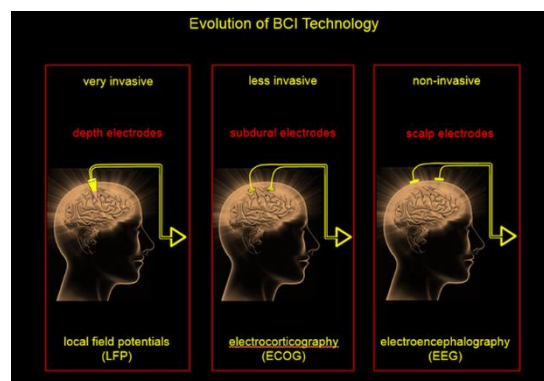 Evolution of BCI Technology
very invasive
depth electrodes
local field potentials
(LFP)
less invasive
subdural electrodes
electrocorticography
(ECOG)
non-invasive
scalp electrodes
electroencephalography
(EEG)